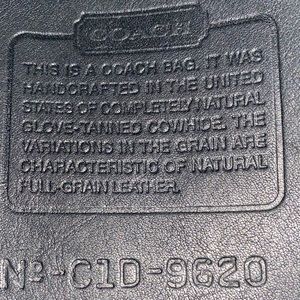 COACH
THIS IS A COACH BAG. IT WAS
HANDCRAFTED IN THE UNITED
STATES OF COMPLETELY NATURAL
GLOVE-TANNED COWHIDE. THE
VARIATIONS IN THE GRAIN ARE
CHARACTERISTIC OF NATURAL
FULL-GRAIN LEATHER.
Nº-C1D-9620